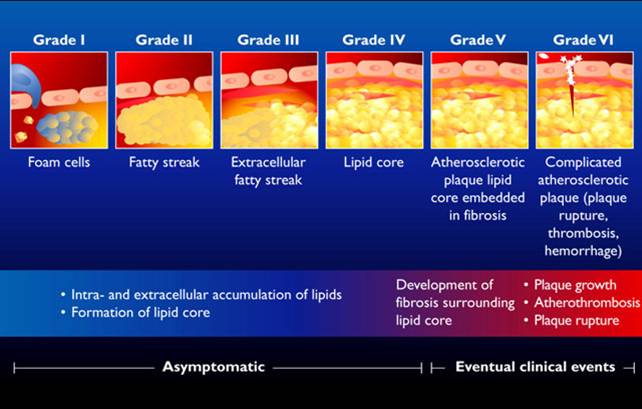 Grade I
Grade II
Grade III
Grade IV
Grade V
Grade VI
Foam cells
Fatty streak
Extracellular
fatty streak
Lipid core
Atherosclerotic
plaque lipid
core embedded
in fibrosis
Complicated
atherosclerotic
plaque (plaque
rupture,
thrombosis,
hemorrhage)
• Intra- and extracellular accumulation of lipids
• Formation of lipid core
Development of
fibrosis surrounding
lipid core
• Plaque growth
• Atherothrombosis
• Plaque rupture
Asymptomatic
Eventual clinical events